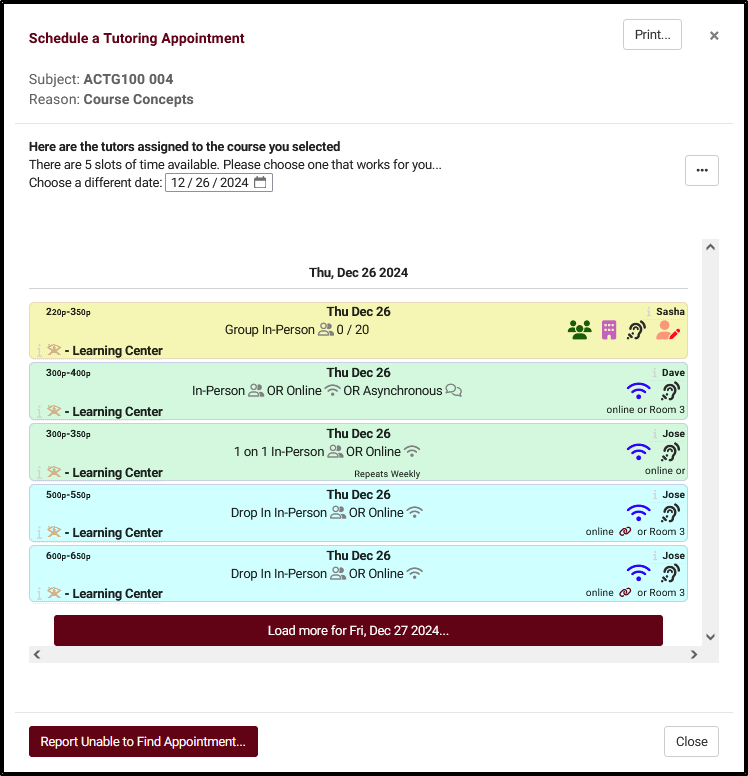 Schedule a Tutoring Appointment
Print...
×
Subject: ACTG100 004
Reason: Course Concepts
Here are the tutors assigned to the course you selected
There are 5 slots of time available. Please choose one that works for you...
Choose a different date: 12 / 26 / 2024
Thu, Dec 26 2024
220p-350p Thu Dec 26 Sasha
Group In-Person 0 / 20
- Learning Center
300p-400p Thu Dec 26 Dave
In-Person OR Online OR Asynchronous
- Learning Center online or Room 3
300p-350p Thu Dec 26 Jose
1 on 1 In-Person OR Online
- Learning Center Repeats Weekly online or
500p-550p Thu Dec 26 Jose
Drop In In-Person OR Online
- Learning Center online or Room 3
600p-650p Thu Dec 26 Jose
Drop In In-Person OR Online
- Learning Center online or Room 3
Load more for Fri, Dec 27 2024...
Report Unable to Find Appointment...
Close